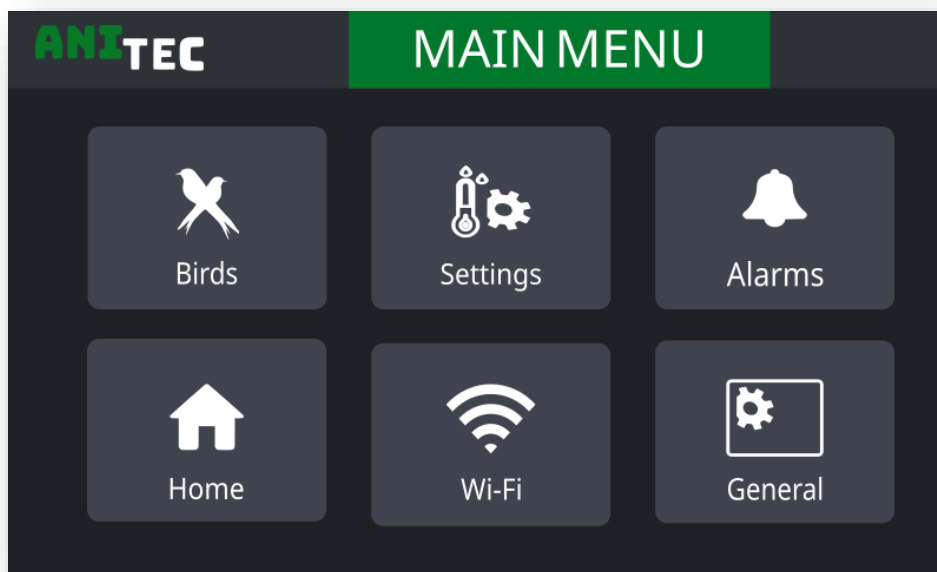 ANITEC
MAIN MENU
Birds
Settings
Alarms
Home
Wi-Fi
General